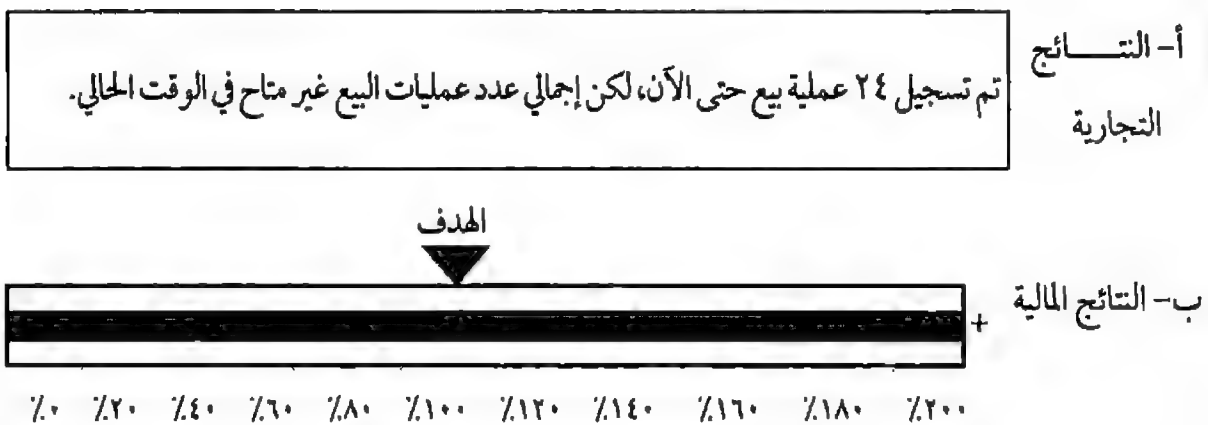 أ- النتـــــائج
التجارية
تم تسجيل ٢٤ عملية بيع حتى الآن، لكن إجمالي عدد عمليات البيع غير متاح في الوقت الحالي.
الهدف
ب- النتائج المالية
+
٪٠ ٪٢٠ ٪٤٠ ٪٦٠ ٪٨٠ ٪١٠٠ ٪١٢٠ ٪١٤٠ ٪١٦٠ ٪١٨٠ ٪٢٠٠